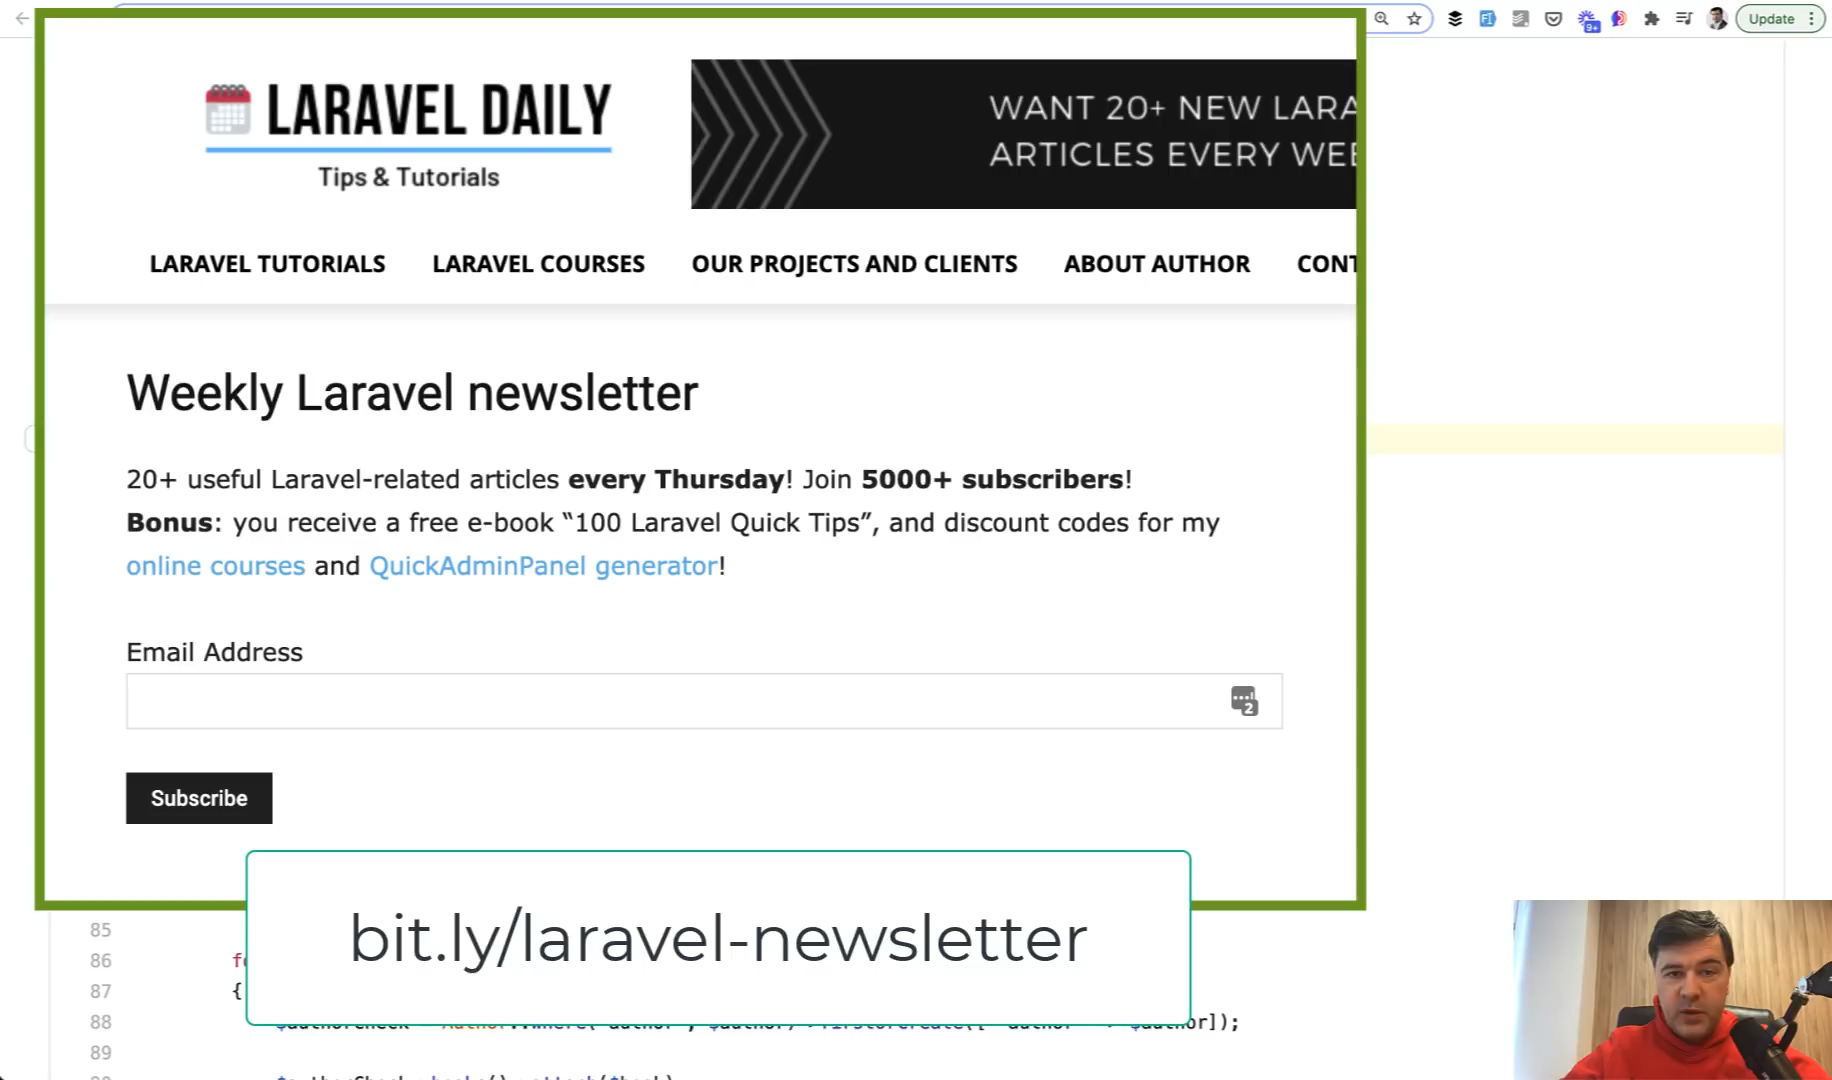 Update
9+
LARAVEL DAILY
Tips & Tutorials
WANT 20+ NEW LARA
ARTICLES EVERY WEE
LARAVEL TUTORIALS LARAVEL COURSES OUR PROJECTS AND CLIENTS ABOUT AUTHOR CONT
Weekly Laravel newsletter
20+ useful Laravel-related articles every Thursday! Join 5000+ subscribers!
Bonus: you receive a free e-book “100 Laravel Quick Tips”, and discount codes for my
online courses and QuickAdminPanel generator!
Email Address
2
Subscribe
bit.ly/laravel-newsletter
85
86
87 {
88
89